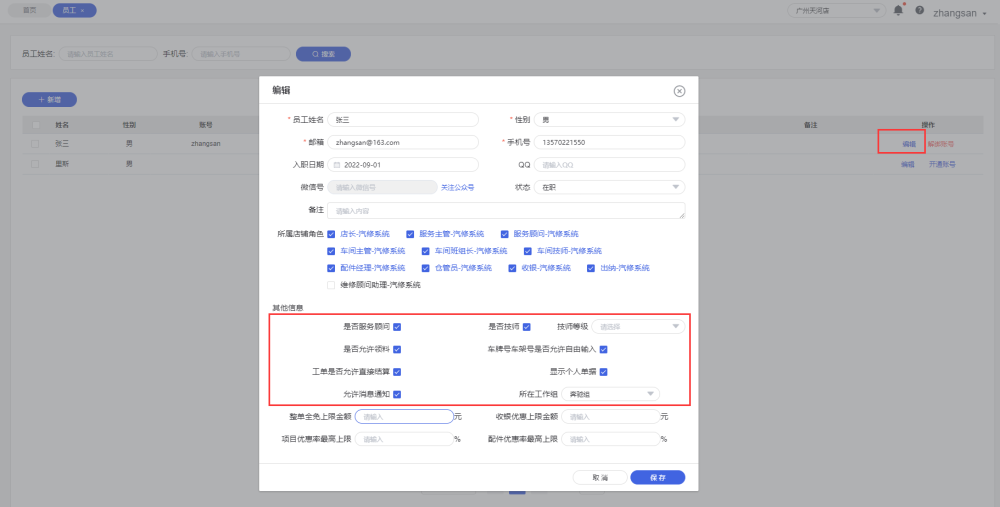 首页 员工 × 广州天河店 zhangsan
员工姓名: 请输入员工姓名 手机号: 请输入手机号 搜索
+ 新增
姓名 性别 账号 备注 操作
张三 男 zhangsan 编辑 解绑账号
男 编辑 开通账号
编辑
* 员工姓名 张三 * 性别 男
* 邮箱 zhangsan@163.com * 手机号 13570221550
入职日期 2022-09-01 QQ 请输入QQ
微信号 请输入微信号 关注公众号 状态 在职
备注 请输入内容
所属店铺角色 店长-汽修系统 服务主管-汽修系统 服务顾问-汽修系统
车间主管-汽修系统 车间班组长-汽修系统 车间技师-汽修系统
配件经理-汽修系统 仓管员-汽修系统 收银-汽修系统 出纳-汽修系统
维修顾问助理-汽修系统
其他信息
是否服务顾问 是否技师 技师等级 请选择
是否允许领料 车牌号车架号是否允许自由输入
工单是否允许直接结算 显示个人单据
允许消息通知 所在工作组 奔驰组
整单全免上限金额 请输入 元 收银优惠上限金额 请输入 元
项目优惠率最高上限 请输入 % 配件优惠率最高上限 请输入 %
取 消 保 存